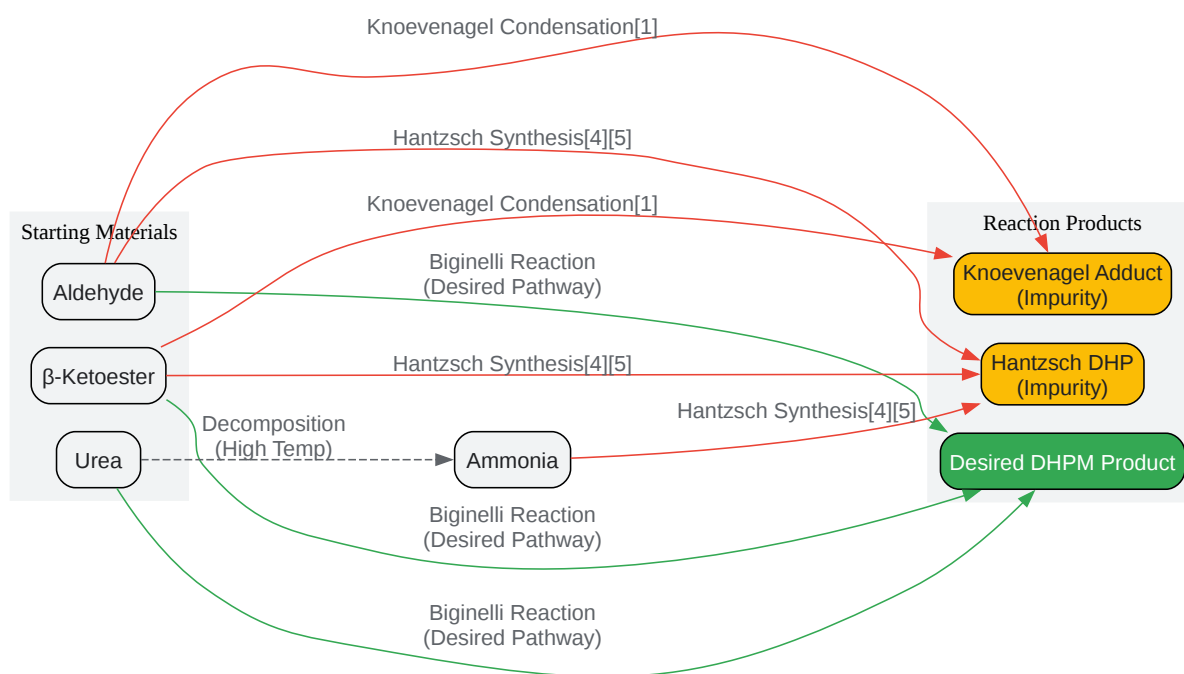 Knoevenagel Condensation[1]
Hantzsch Synthesis[4][5]
Knoevenagel Condensation[1]
Starting Materials
Reaction Products
Aldehyde
Biginelli Reaction
(Desired Pathway)
Knoevenagel Adduct
(Impurity)
β-Ketoester
Hantzsch Synthesis[4][5]
Hantzsch DHP
(Impurity)
Decomposition
(High Temp)
Hantzsch Synthesis[4][5]
Urea
Ammonia
Desired DHPM Product
Biginelli Reaction
(Desired Pathway)
Biginelli Reaction
(Desired Pathway)